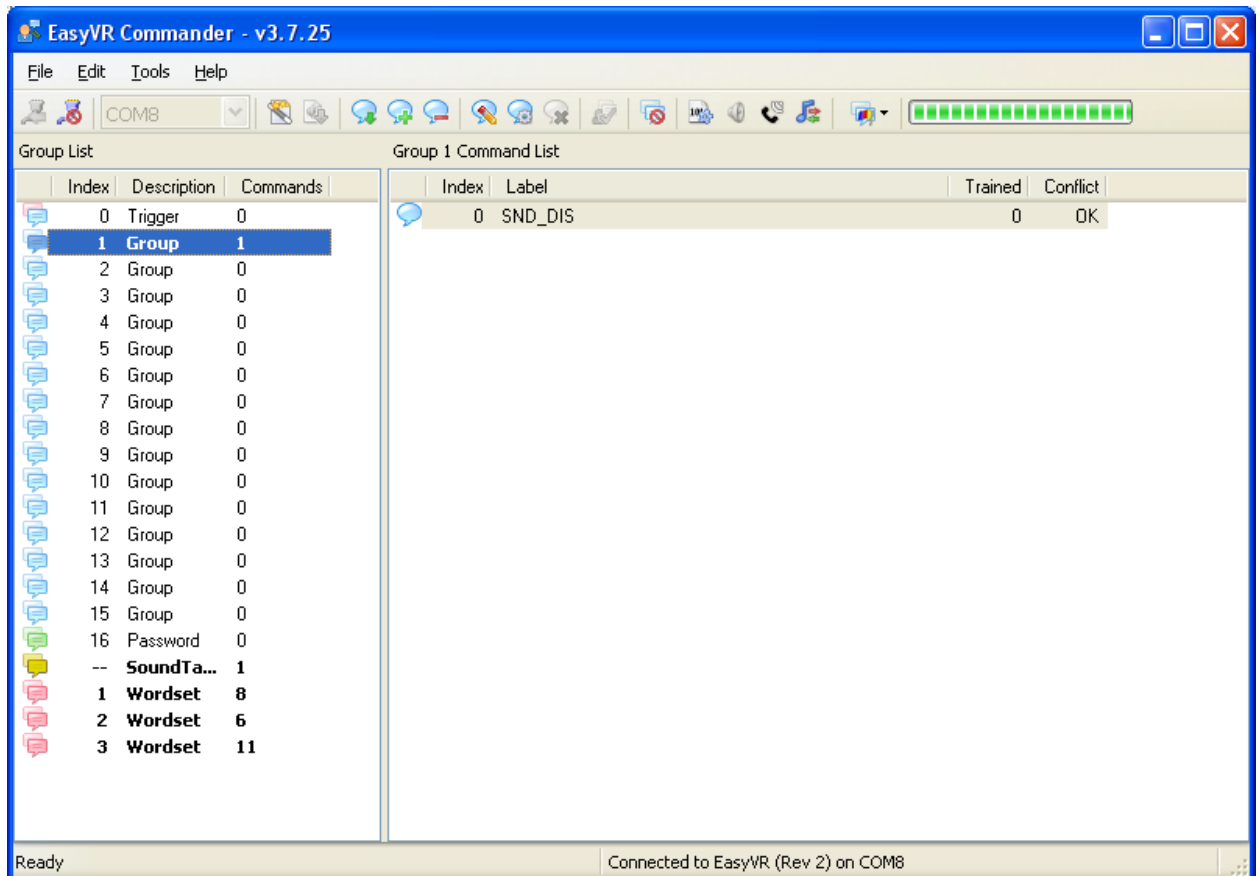 EasyVR Commander - v3.7.25
File Edit Tools Help
COM8
Group List
Group 1 Command List
Index Description Commands
Index Label Trained Conflict
0 Trigger 0
0 SND_DIS 0 OK
1 Group 1
2 Group 0
3 Group 0
4 Group 0
5 Group 0
6 Group 0
7 Group 0
8 Group 0
9 Group 0
10 Group 0
11 Group 0
12 Group 0
13 Group 0
14 Group 0
15 Group 0
16 Password 0
-- SoundTa... 1
1 Wordset 8
2 Wordset 6
3 Wordset 11
Ready
Connected to EasyVR (Rev 2) on COM8